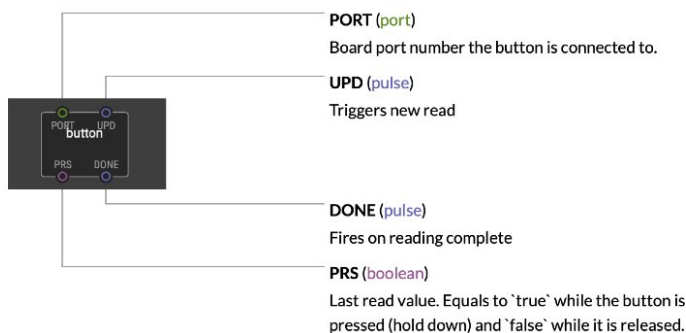 PORT (port)
Board port number the button is connected to.
UPD (pulse)
Triggers new read
PORT UPD
button
PRS DONE
DONE (pulse)
Fires on reading complete
PRS (boolean)
Last read value. Equals to `true` while the button is
pressed (hold down) and `false` while it is released.